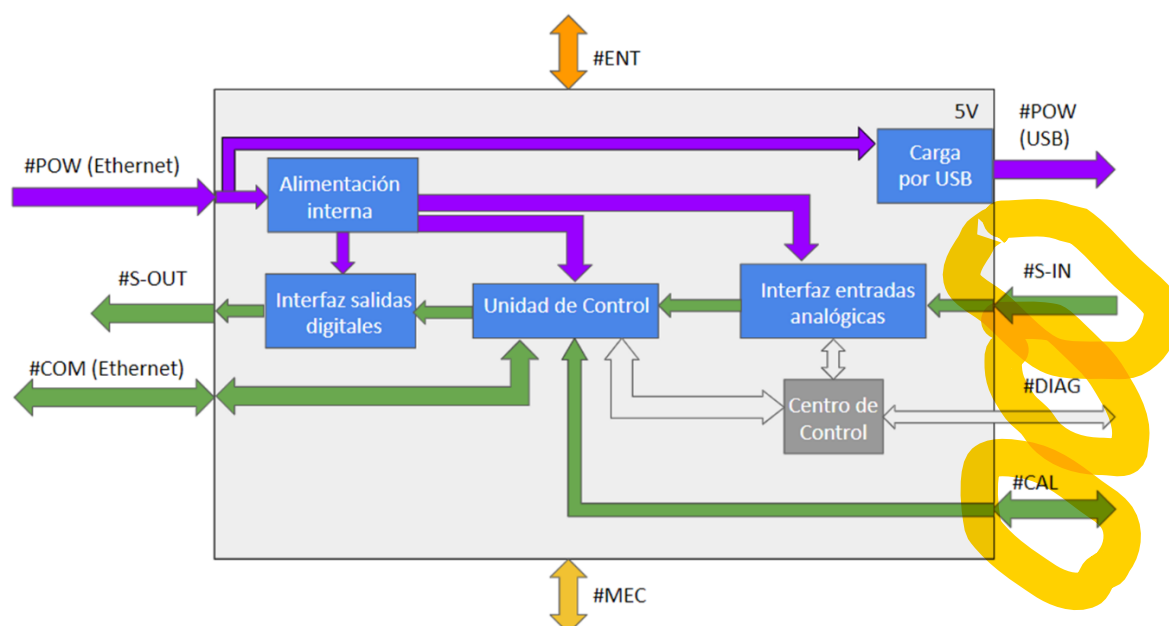 #ENT
5V
#POW
(USB)
#POW (Ethernet)
Carga
por USB
Alimentación
interna
#S-OUT
#S-IN
Interfaz salidas
digitales
Unidad de Control
Interfaz entradas
analógicas
#COM (Ethernet)
#DIAG
Centro de
Control
#CAL
#MEC